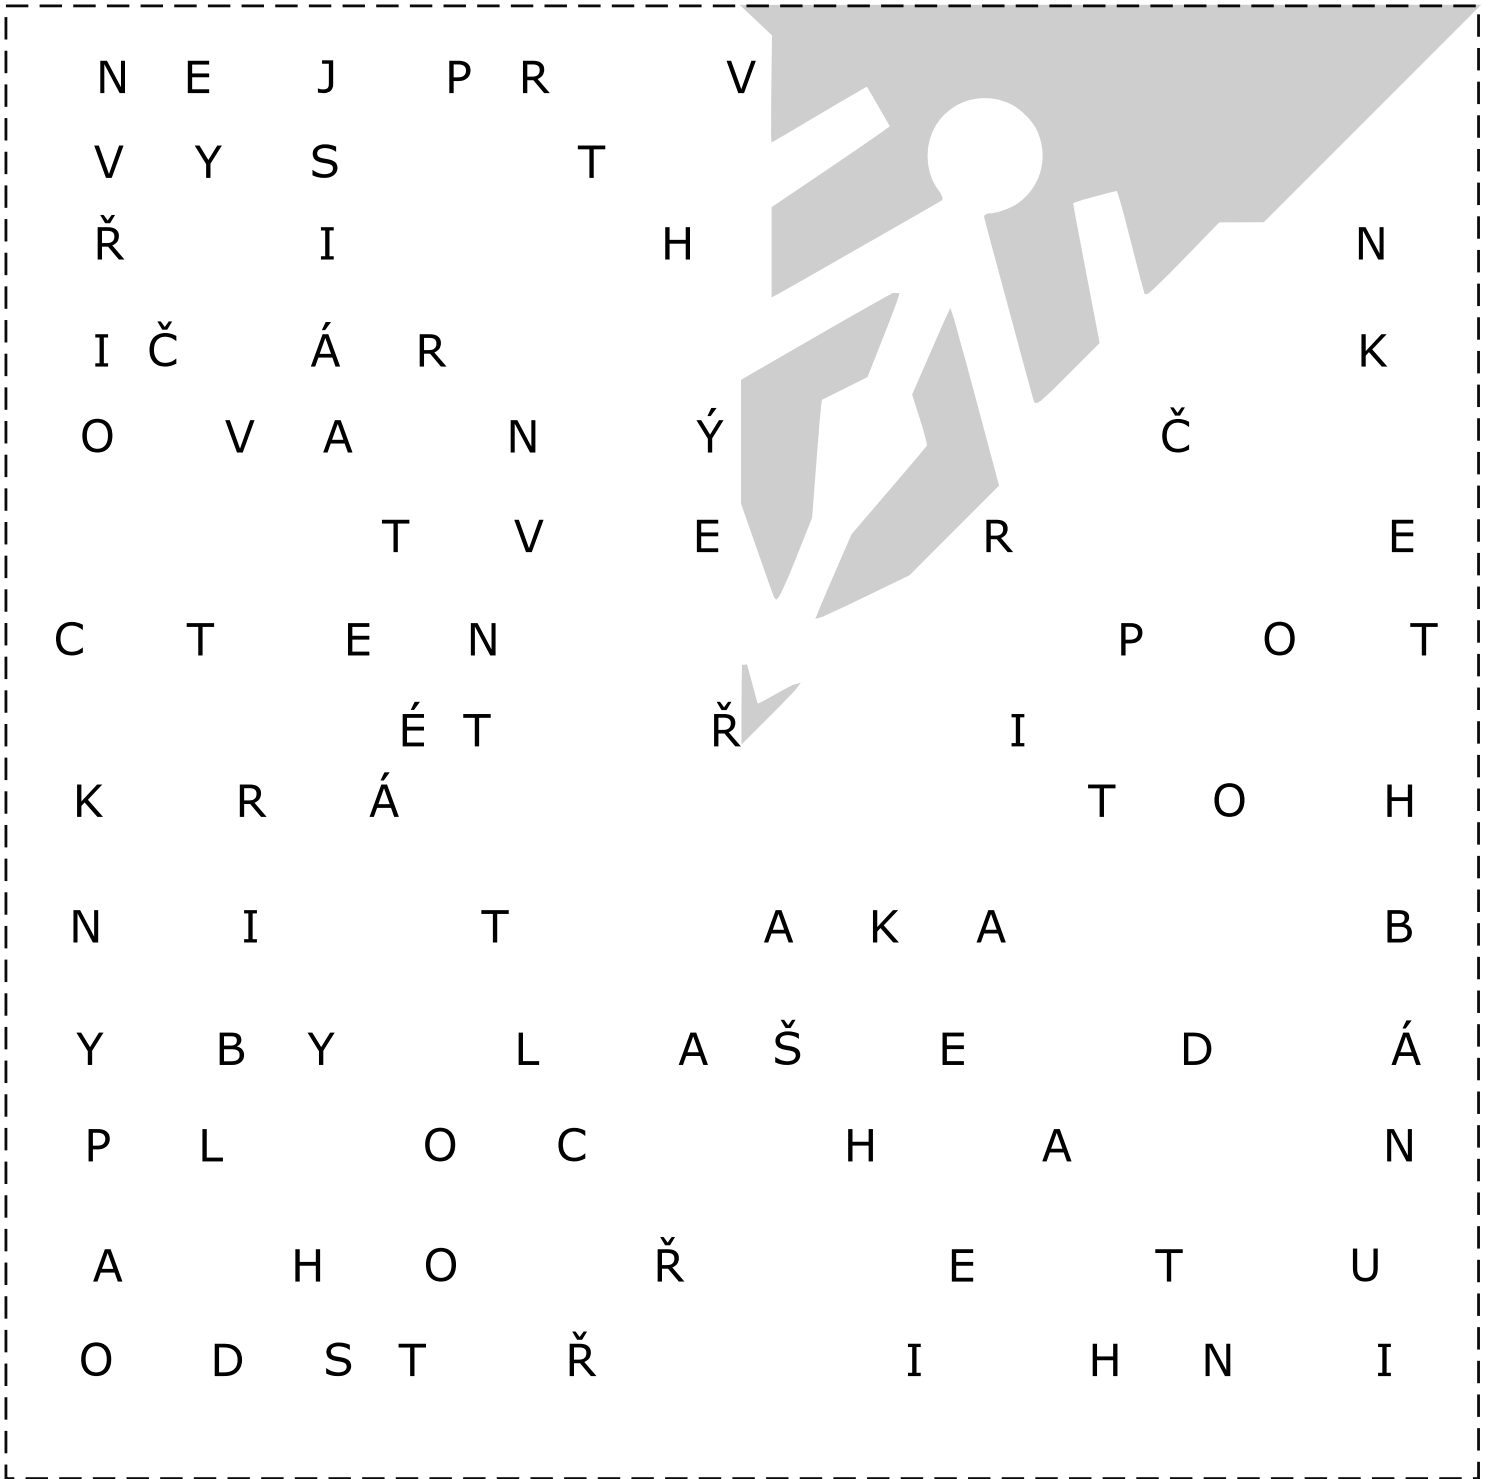 N E J P R V
V Y S T
Ř I H N
I Č Á R K
O V A N Ý Č
T V E R E
C T E N P O T
É T Ř I
K R Á T O H
N I T A K A B
Y B Y L A Š E D Á
P L O C H A N
A H O Ř E T U
O D S T Ř I H N I